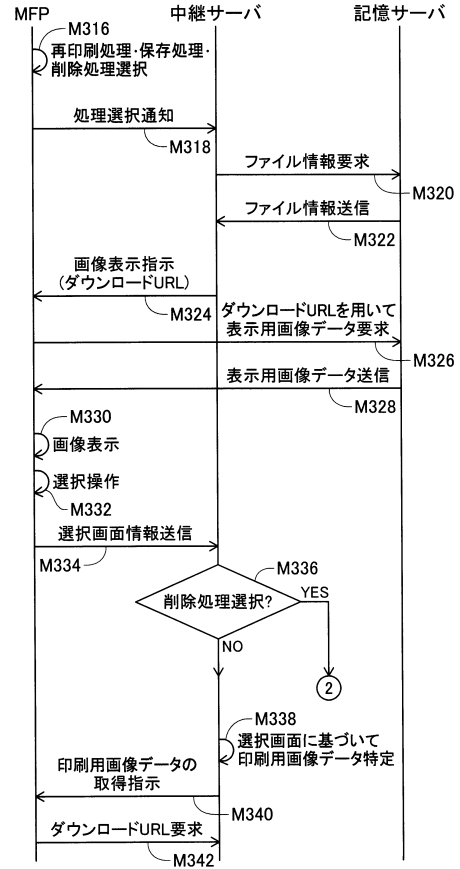 MFP
中継サーバ
記憶サーバ
M316
再印刷処理・保存処理・
削除処理選択
処理選択通知
M318
ファイル情報要求
M320
ファイル情報送信
M322
画像表示指示
(ダウンロードURL)
M324
ダウンロードURLを用いて
表示用画像データ要求
M326
表示用画像データ送信
M328
M330
画像表示
選択操作
M332
選択画面情報送信
M334
M336
削除処理選択?
YES
NO
2
M338
選択画面に基づいて
印刷用画像データ特定
印刷用画像データの
取得指示
M340
ダウンロードURL要求
M342